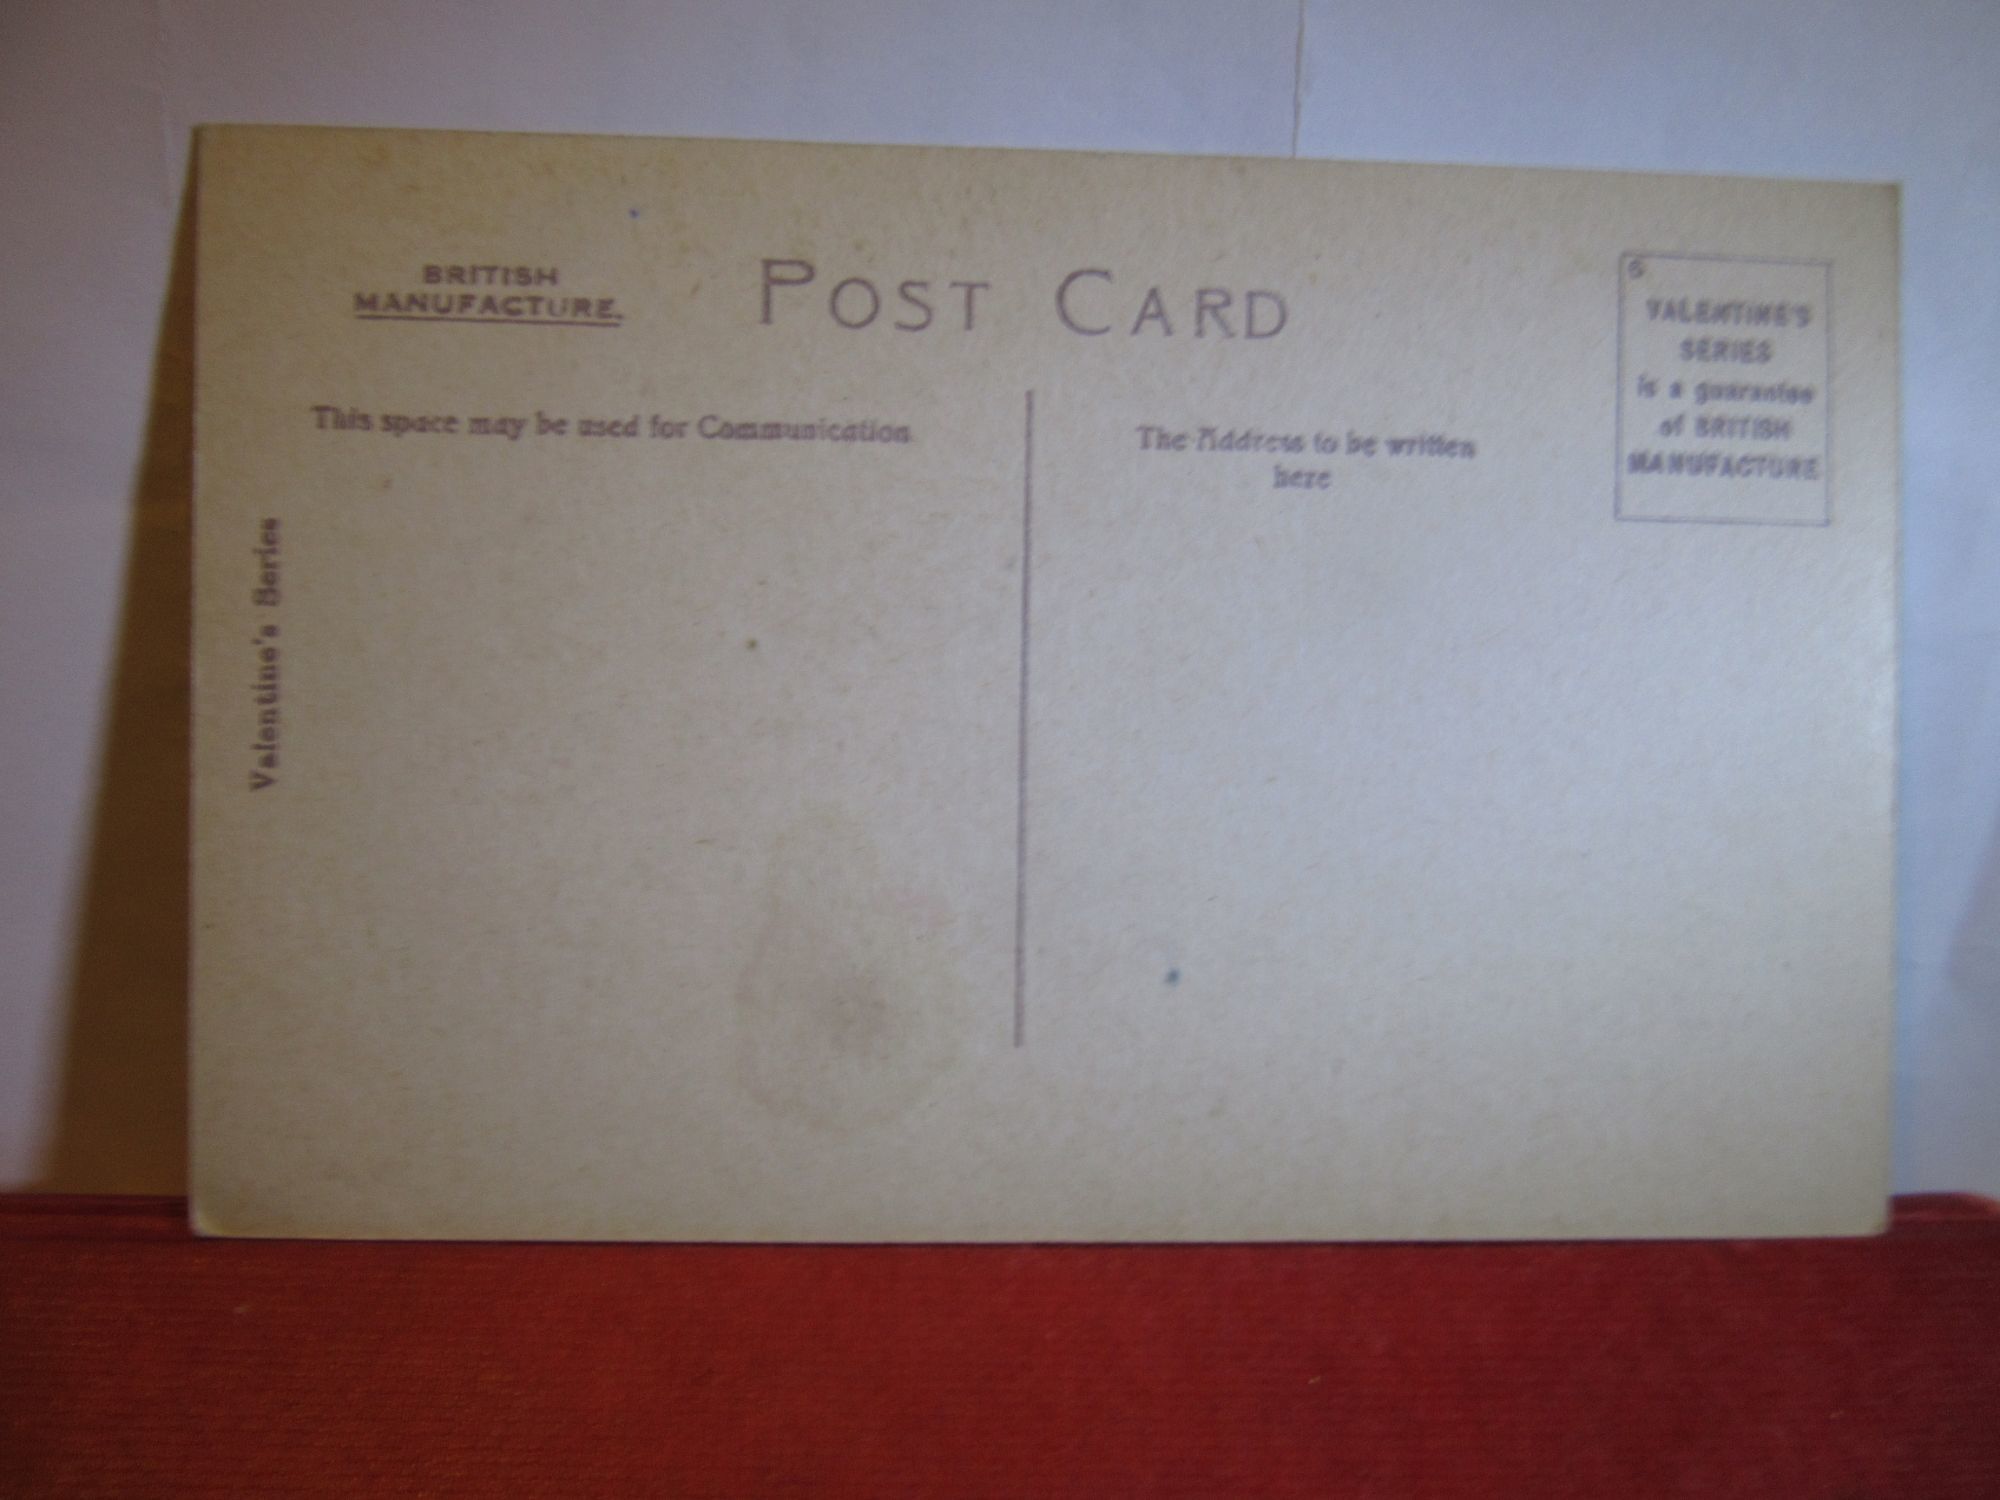 BRITISH
MANUFACTURE.
POST CARD
6
VALENTINE'S
SERIES
is a guarantee
of BRITISH
MANUFACTURE
This space may be used for Communication
The Address to be written
here
Valentine's Series